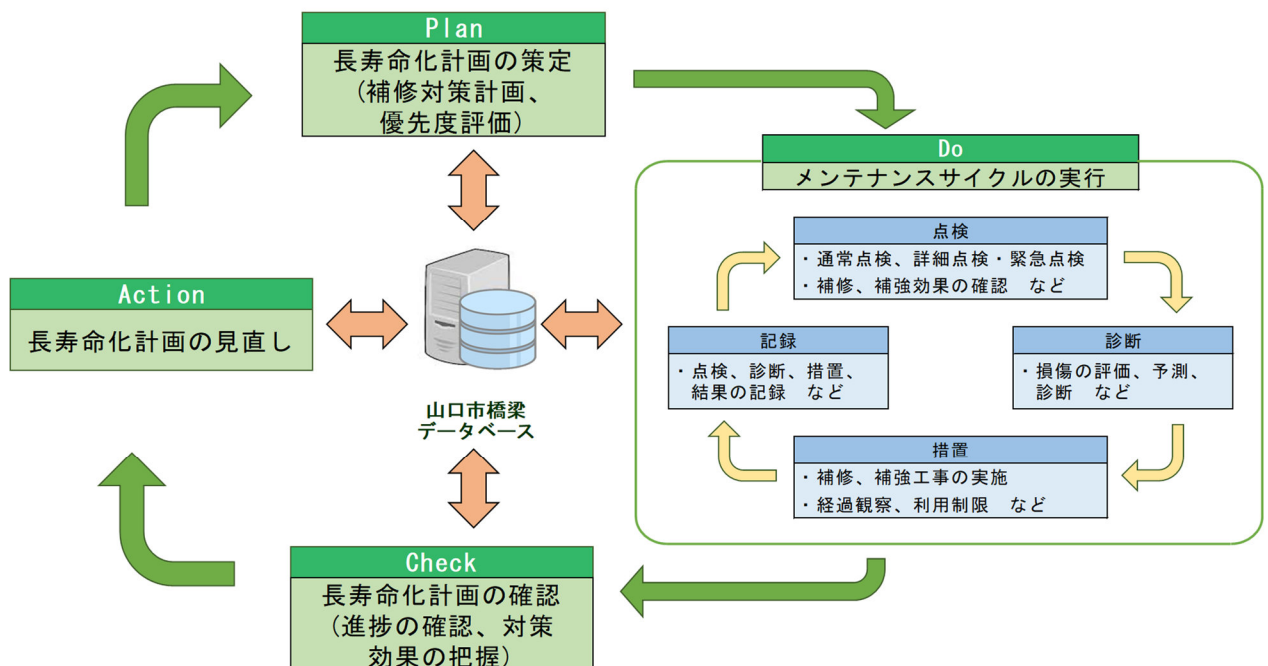 Plan
長寿命化計画の策定
(補修対策計画、
優先度評価)
Do
メンテナンスサイクルの実行
点検
・通常点検、詳細点検・緊急点検
・補修、補強効果の確認 など
診断
・損傷の評価、予測、
診断 など
措置
・補修、補強工事の実施
・経過観察、利用制限 など
記録
・点検、診断、措置、
結果の記録 など
Check
長寿命化計画の確認
(進捗の確認、対策
効果の把握)
Action
長寿命化計画の見直し
山口市橋梁
データベース